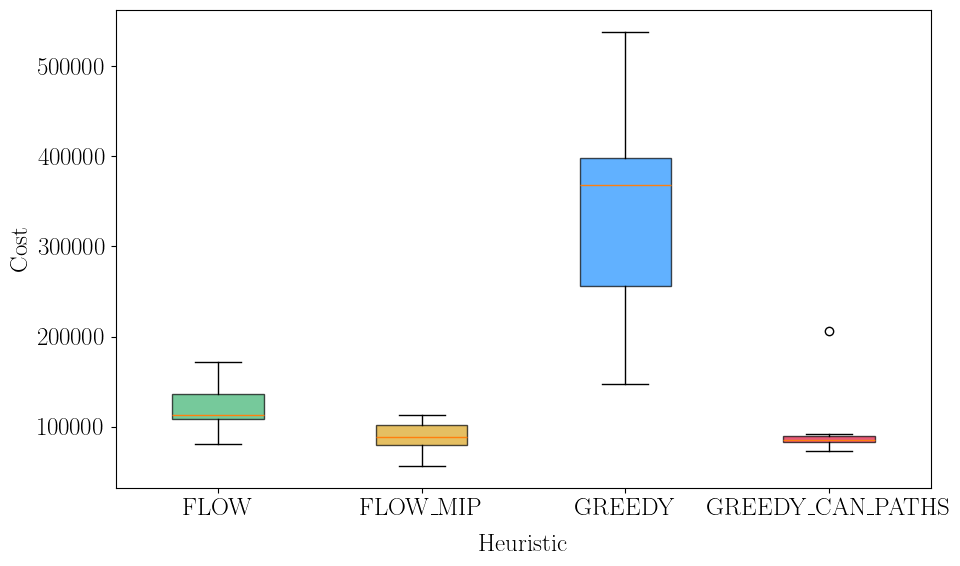 500000
400000
300000
200000
100000
Cost
FLOW
FLOW_MIP
GREEDY
GREEDY_CAN_PATHS
Heuristic